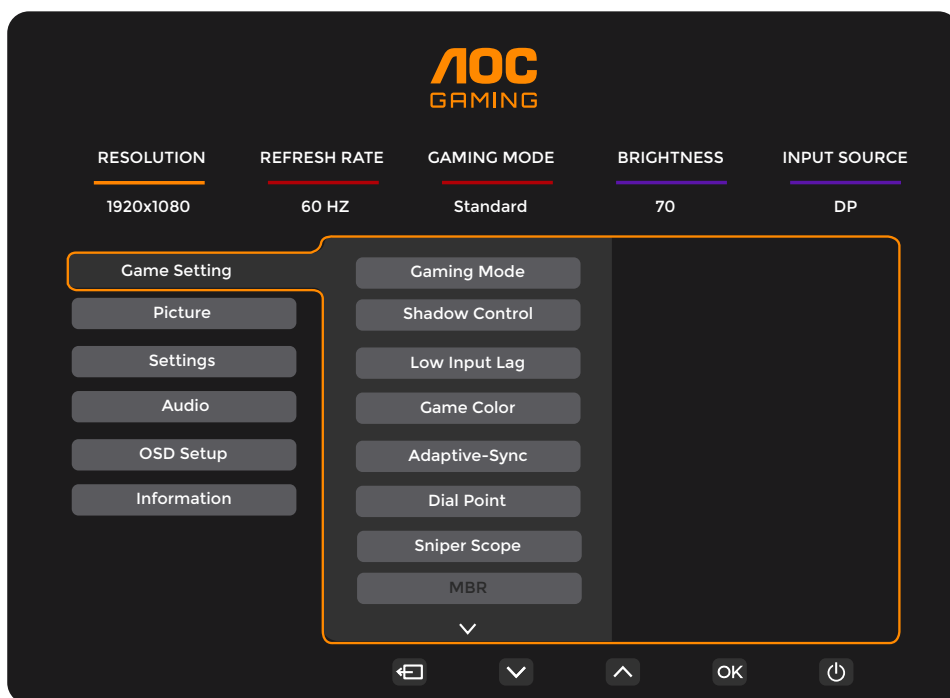 AOC
GAMING
RESOLUTION REFRESH RATE GAMING MODE BRIGHTNESS INPUT SOURCE
1920x1080 60 HZ Standard 70 DP
Game Setting
Picture
Settings
Audio
OSD Setup
Information
Gaming Mode
Shadow Control
Low Input Lag
Game Color
Adaptive-Sync
Dial Point
Sniper Scope
MBR
OK